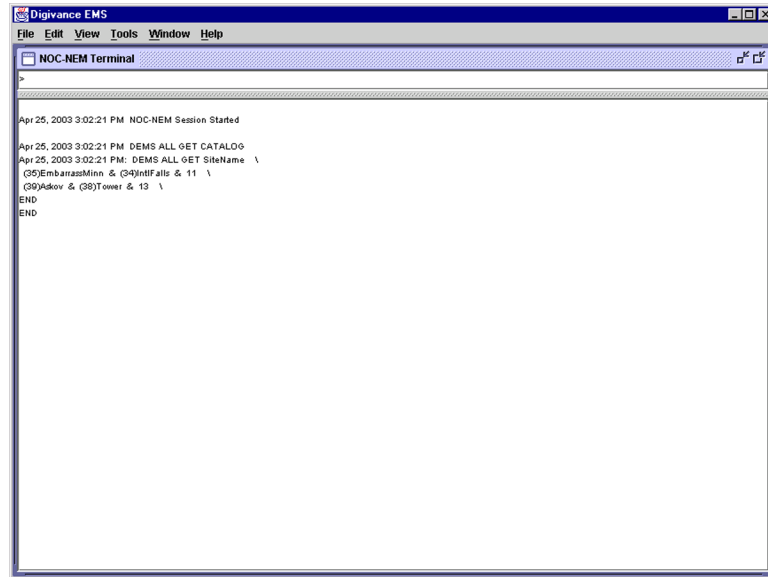 Digivance EMS
File Edit View Tools Window Help
NOC-NEM Terminal
>
Apr 25, 2003 3:02:21 PM NOC-NEM Session Started
Apr 25, 2003 3:02:21 PM DEMS ALL GET CATALOG
Apr 25, 2003 3:02:21 PM: DEMS ALL GET SiteName \
(35)EmbarrassMinn & (34)IntlFalls & 11 \
(39)Askov & (38)Tower & 13 \
END
END